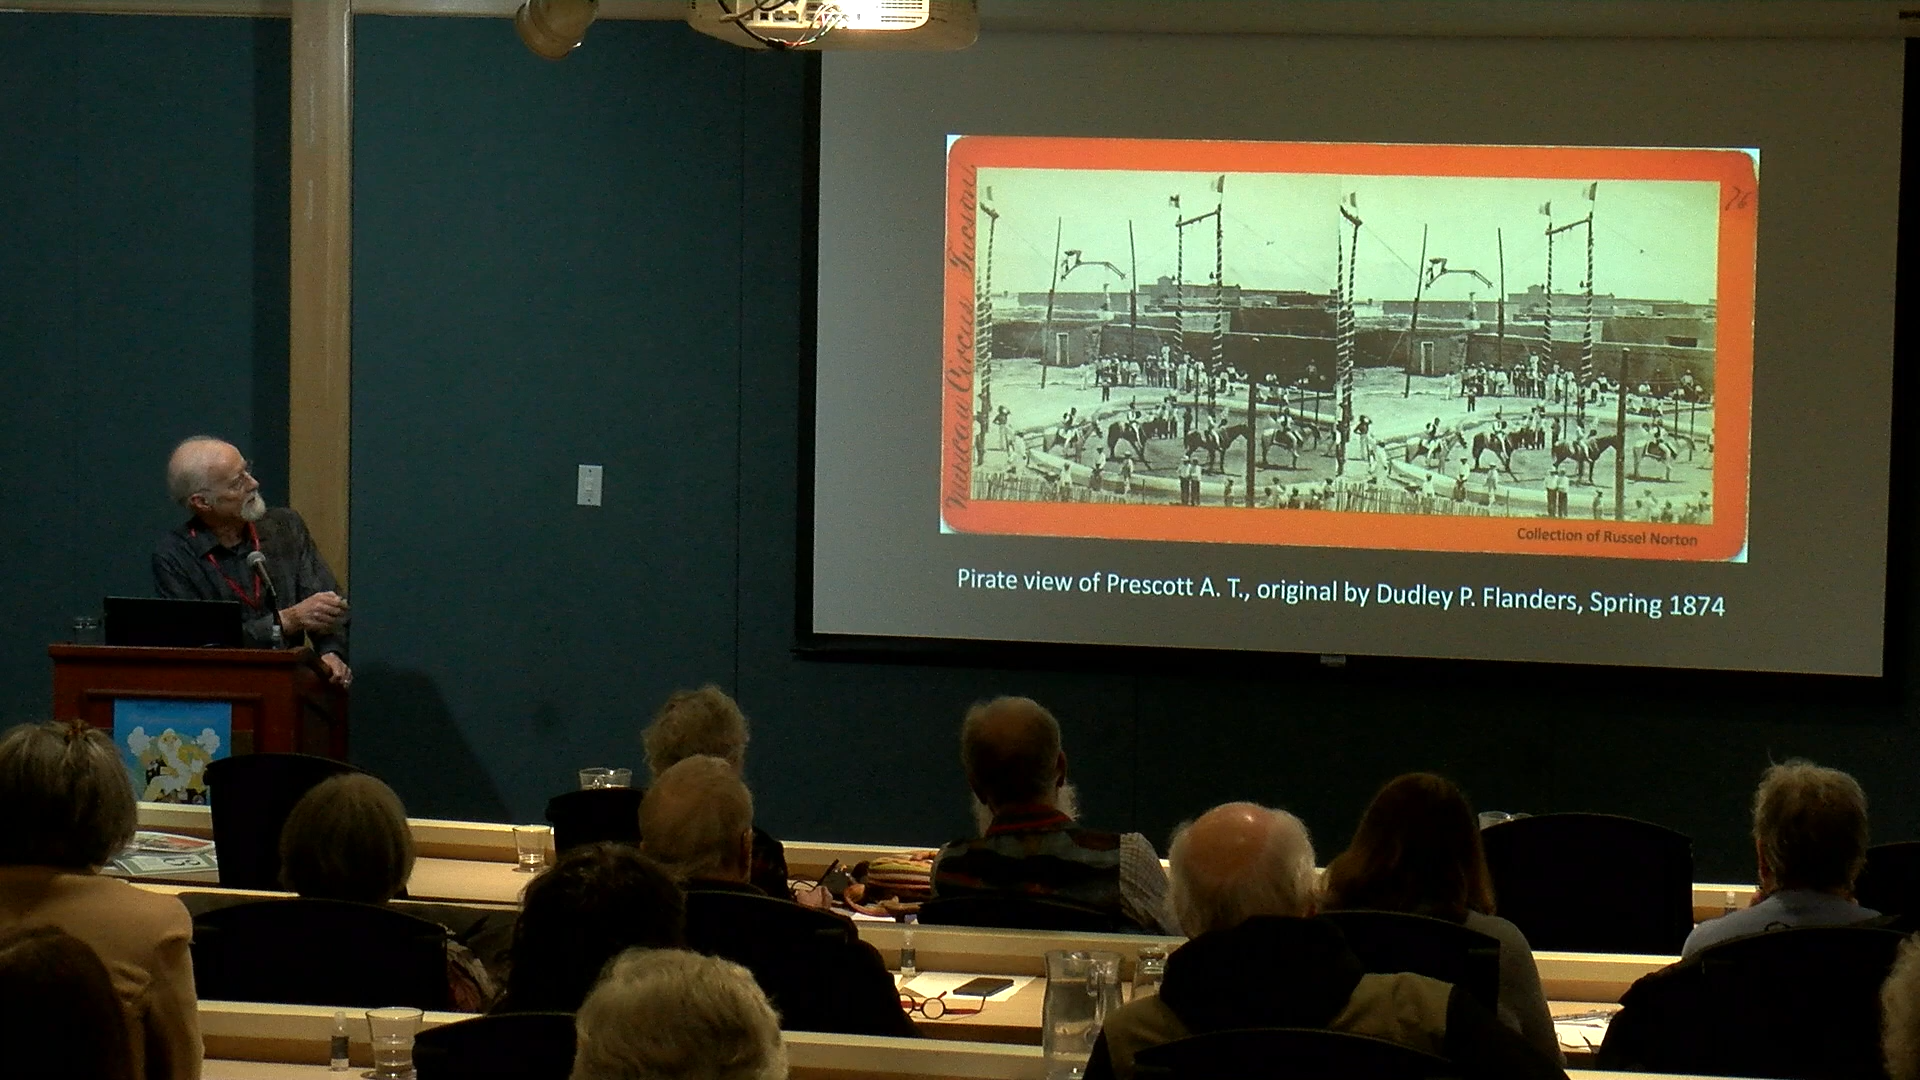 Mexican Circus. Tucson.
76
Collection of Russel Norton
Pirate view of Prescott A. T., original by Dudley P. Flanders, Spring 1874